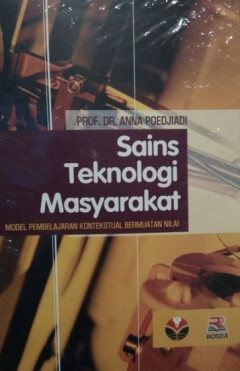 PROF. DR. ANNA POEDJIADI
Sains
Teknologi
Masyarakat
MODEL PEMBELAJARAN KONTEKSTUAL BERMUATAN NILAI
ROSDA